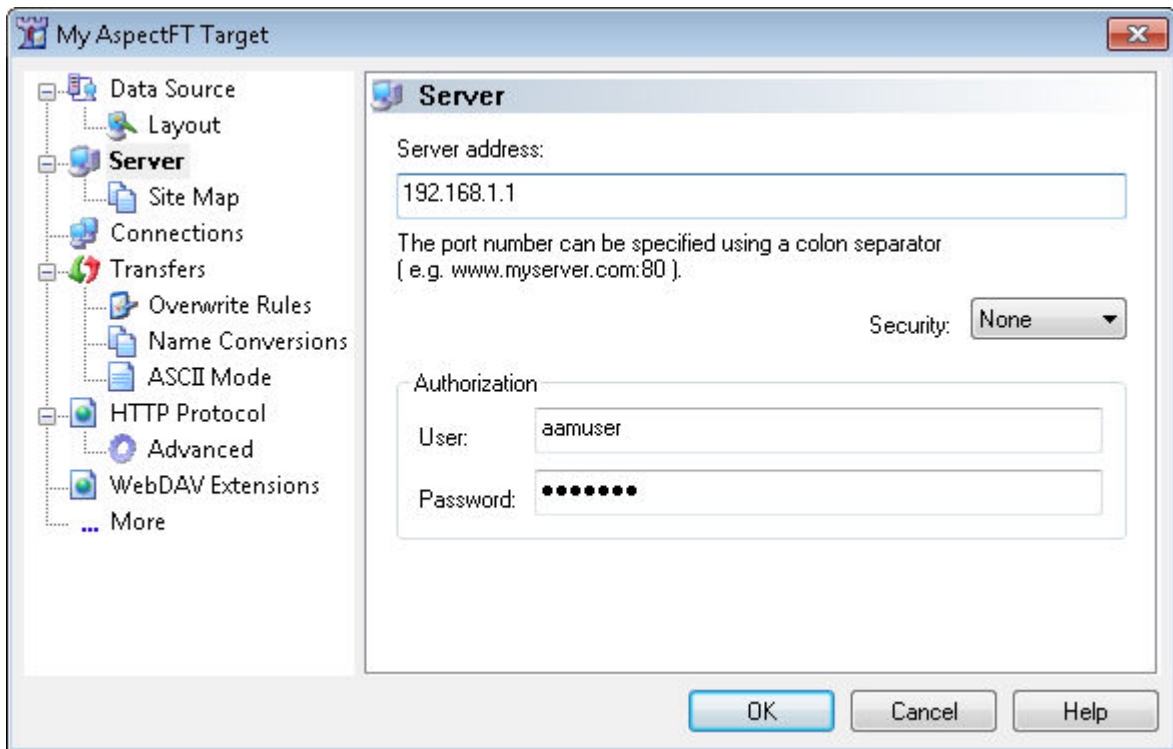 My AspectFT Target
Data Source
Layout
Server
Site Map
Connections
Transfers
Overwrite Rules
Name Conversions
ASCII Mode
HTTP Protocol
Advanced
WebDAV Extensions
... More
Server
Server address:
192.168.1.1
The port number can be specified using a colon separator
( e.g. www.myserver.com:80 ).
Security: None
Authorization
User: aamuser
Password: •••••••
OK Cancel Help